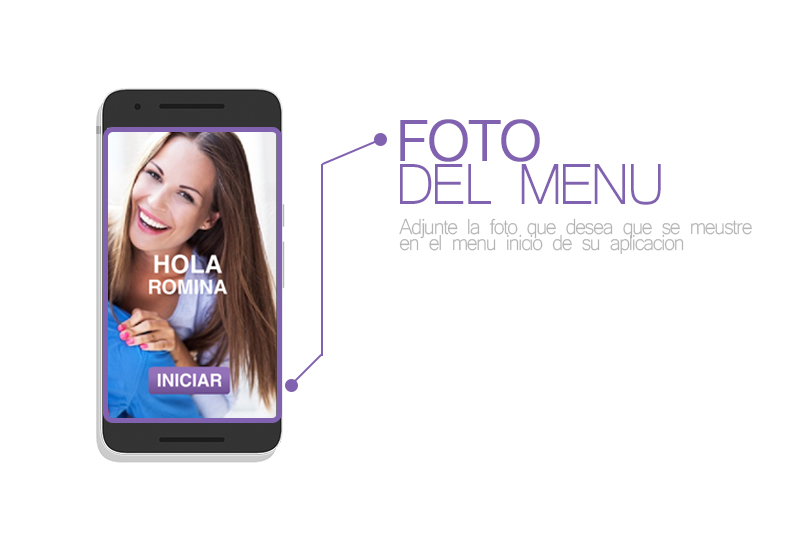 FOTO
DEL MENU
Adjunte la foto que desea que se meustre
en el menu inicio de su aplicacion
HOLA
ROMINA
INICIAR